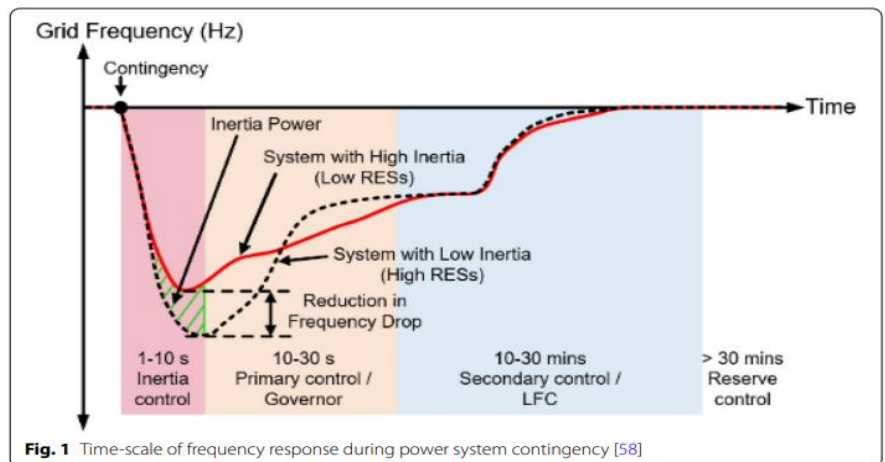 Grid Frequency (Hz)
Contingency
Time
Inertia Power
System with High Inertia
(Low RESs)
System with Low Inertia
(High RESs)
Reduction in
Frequency Drop
1-10 s
Inertia
control
10-30 s
Primary control /
Governor
10-30 mins
Secondary control /
LFC
> 30 mins
Reserve
control
Fig. 1 Time-scale of frequency response during power system contingency [58]